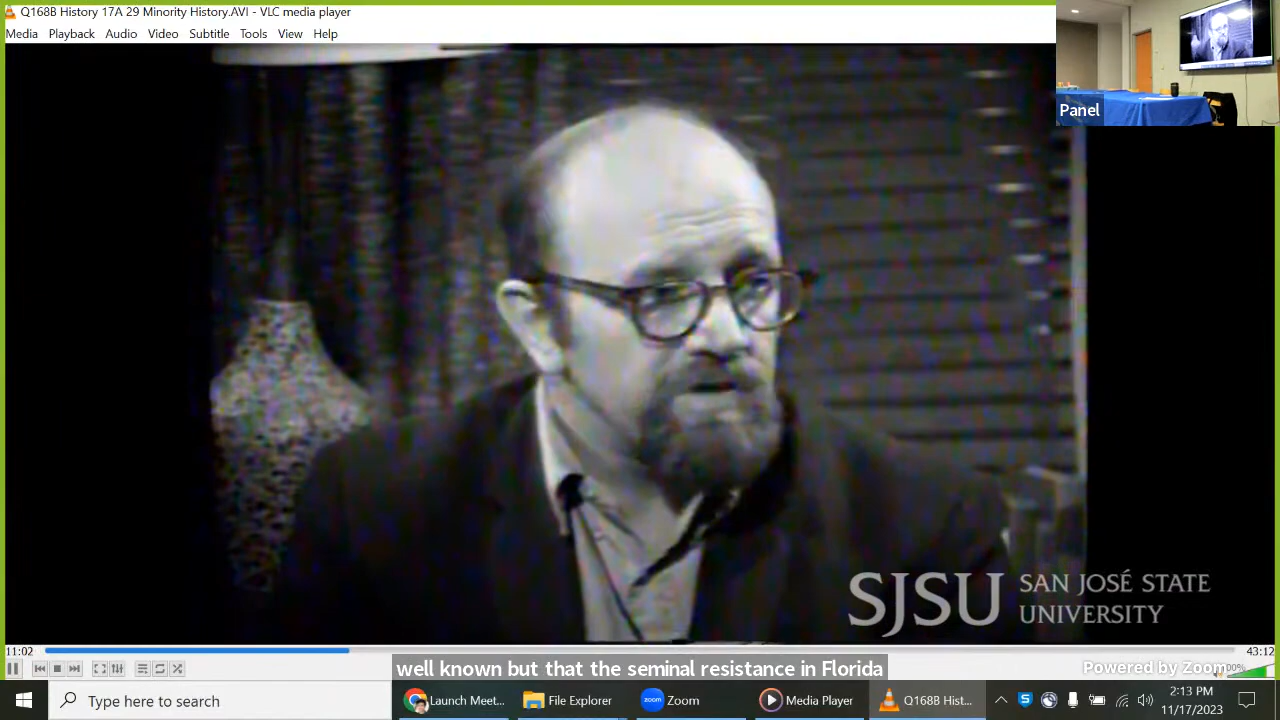 Q168B History 17A 29 Minority History.AVI - VLC media player
Media Playback Audio Video Subtitle Tools View Help
Panel
SJSU SAN JOSÉ STATE
UNIVERSITY
11:02
43:12
well known but that the seminal resistance in Florida
Powered by Zoom
Type here to search
Launch Meet...
File Explorer
Zoom
Media Player
Q168B Hist...
2:13 PM
11/17/2023